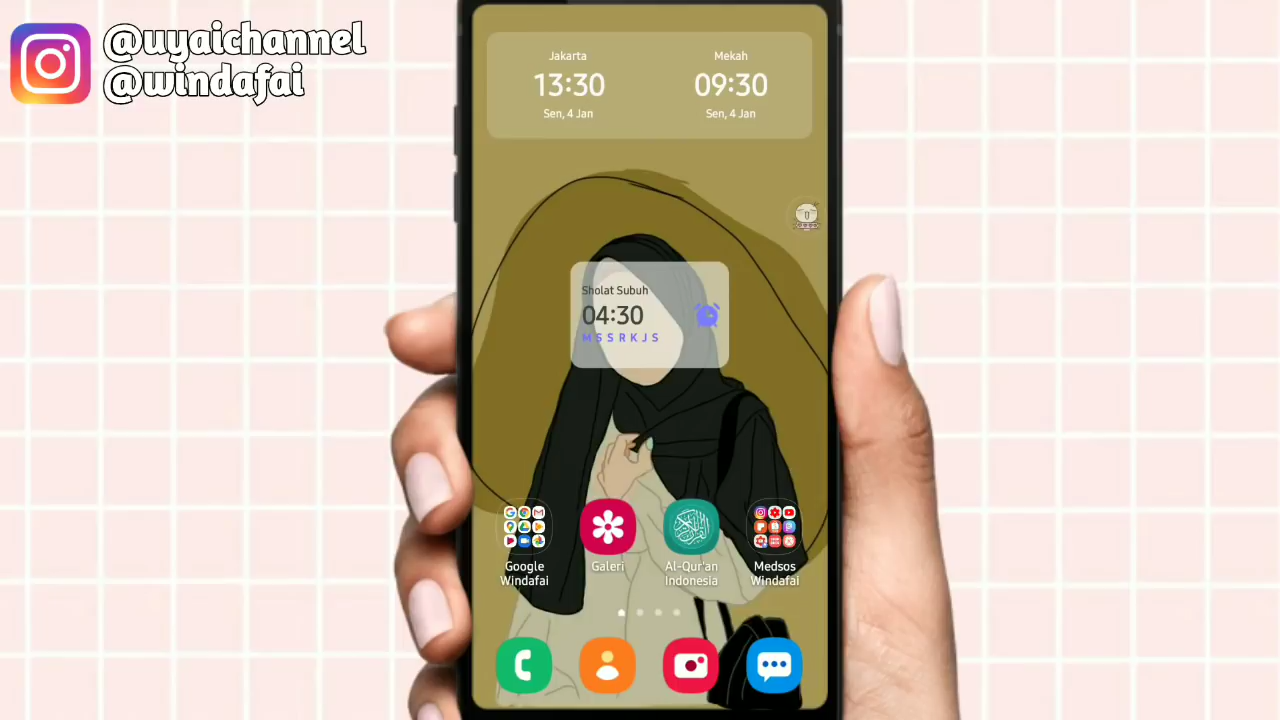 @uyaichannel
@windafai
Jakarta
13:30
Sen, 4 Jan
Mekah
09:30
Sen, 4 Jan
Sholat Subuh
04:30
M S S R K J S
Google
Windafai
Galeri
Al-Qur'an
Indonesia
Medsos
Windafai